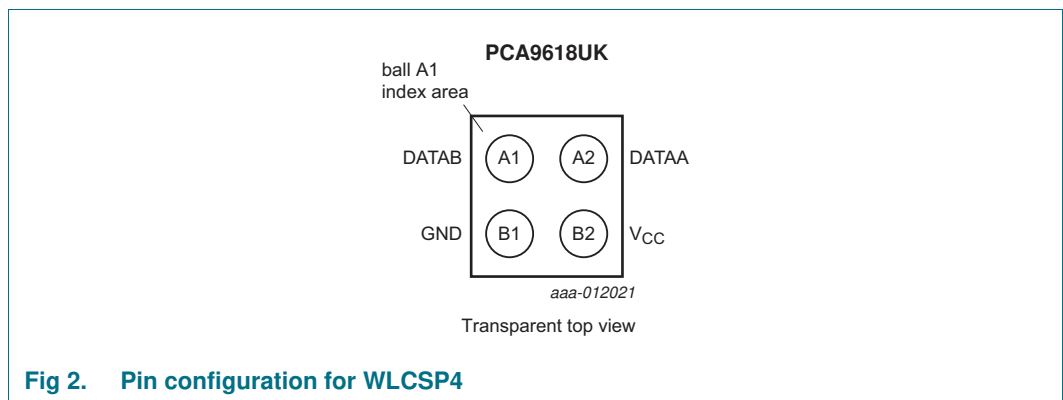 PCA9618UK
ball A1
index area
DATAB A1 A2 DATAA
GND B1 B2 VCC
aaa-012021
Transparent top view
Fig 2. Pin configuration for WLCSP4